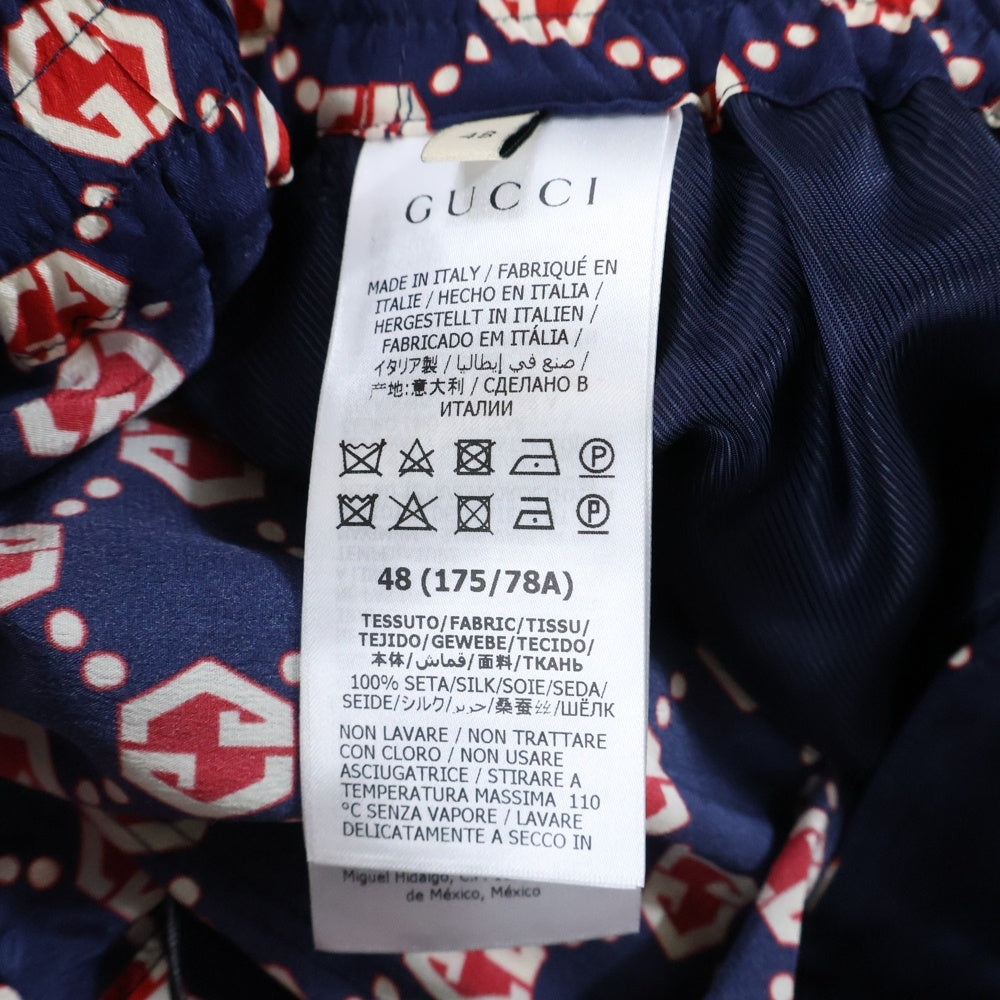 48
GUCCI
MADE IN ITALY / FABRIQUÉ EN
ITALIE / HECHO EN ITALIA /
HERGESTELLT IN ITALIEN /
FABRICADO EM ITÁLIA /
イタリア製 / صنع في إيطاليا /
产地:意大利 / СДЕЛАНО В
ИТАЛИИ
P
P
48 (175/78A)
TESSUTO/FABRIC/TISSU/
TEJIDO/GEWEBE/TECIDO/
本体/قماش/面料/ТКАНЬ
100% SETA/SILK/SOIE/SEDA/
SEIDE/シルク/حرير/桑蚕丝/ШЁЛК
NON LAVARE / NON TRATTARE
CON CLORO / NON USARE
ASCIUGATRICE / STIRARE A
TEMPERATURA MASSIMA 110
°C SENZA VAPORE / LAVARE
DELICATAMENTE A SECCO IN
Miguel Hidalgo,
de México, México